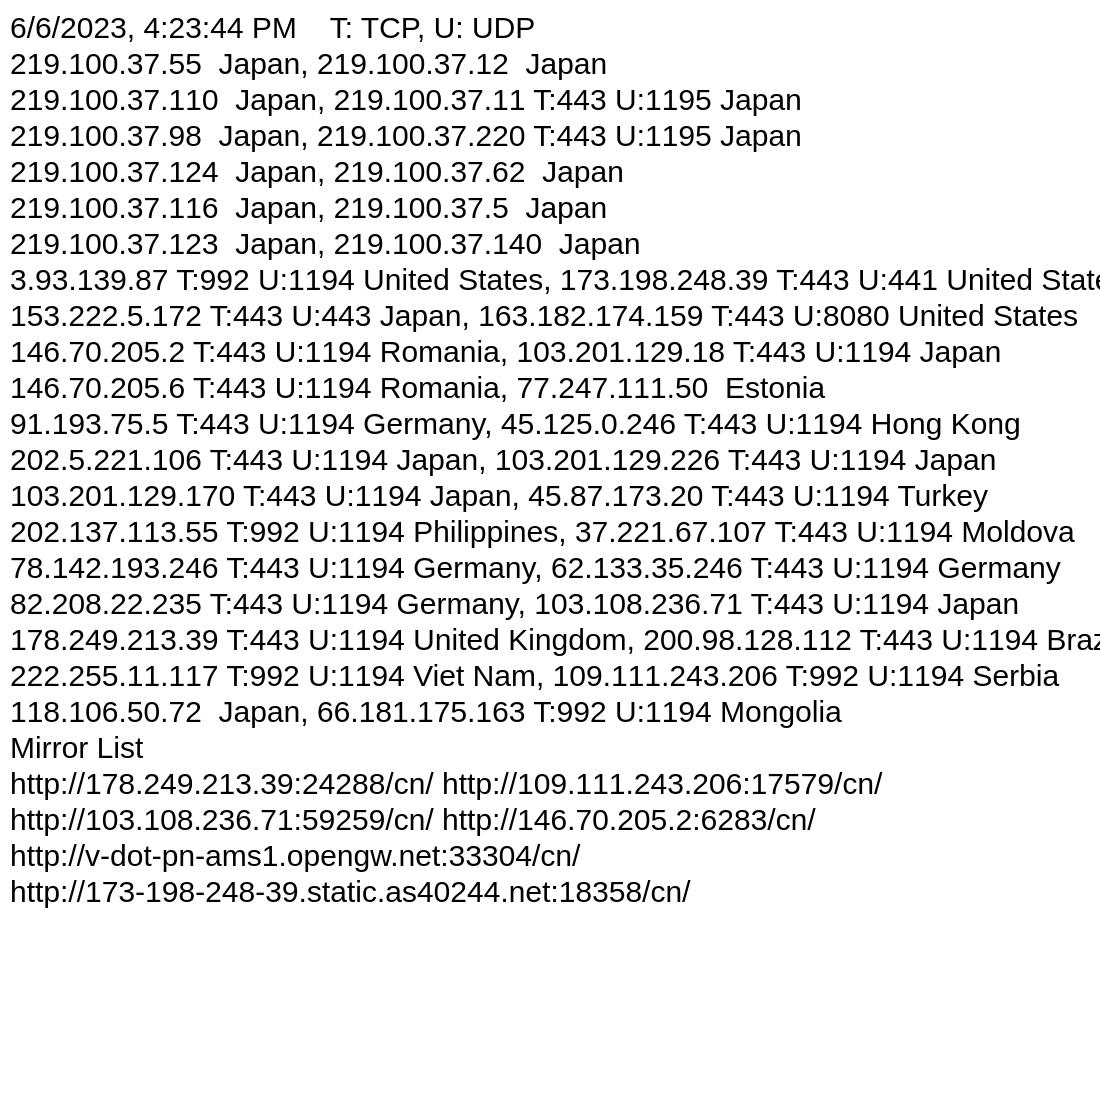 6/6/2023, 4:23:44 PM    T: TCP, U: UDP
219.100.37.55  Japan, 219.100.37.12  Japan
219.100.37.110  Japan, 219.100.37.11 T:443 U:1195 Japan
219.100.37.98  Japan, 219.100.37.220 T:443 U:1195 Japan
219.100.37.124  Japan, 219.100.37.62  Japan
219.100.37.116  Japan, 219.100.37.5  Japan
219.100.37.123  Japan, 219.100.37.140  Japan
3.93.139.87 T:992 U:1194 United States, 173.198.248.39 T:443 U:441 United State
153.222.5.172 T:443 U:443 Japan, 163.182.174.159 T:443 U:8080 United States
146.70.205.2 T:443 U:1194 Romania, 103.201.129.18 T:443 U:1194 Japan
146.70.205.6 T:443 U:1194 Romania, 77.247.111.50  Estonia
91.193.75.5 T:443 U:1194 Germany, 45.125.0.246 T:443 U:1194 Hong Kong
202.5.221.106 T:443 U:1194 Japan, 103.201.129.226 T:443 U:1194 Japan
103.201.129.170 T:443 U:1194 Japan, 45.87.173.20 T:443 U:1194 Turkey
202.137.113.55 T:992 U:1194 Philippines, 37.221.67.107 T:443 U:1194 Moldova
78.142.193.246 T:443 U:1194 Germany, 62.133.35.246 T:443 U:1194 Germany
82.208.22.235 T:443 U:1194 Germany, 103.108.236.71 T:443 U:1194 Japan
178.249.213.39 T:443 U:1194 United Kingdom, 200.98.128.112 T:443 U:1194 Braz
222.255.11.117 T:992 U:1194 Viet Nam, 109.111.243.206 T:992 U:1194 Serbia
118.106.50.72  Japan, 66.181.175.163 T:992 U:1194 Mongolia
Mirror List
http://178.249.213.39:24288/cn/ http://109.111.243.206:17579/cn/
http://103.108.236.71:59259/cn/ http://146.70.205.2:6283/cn/
http://v-dot-pn-ams1.opengw.net:33304/cn/
http://173-198-248-39.static.as40244.net:18358/cn/